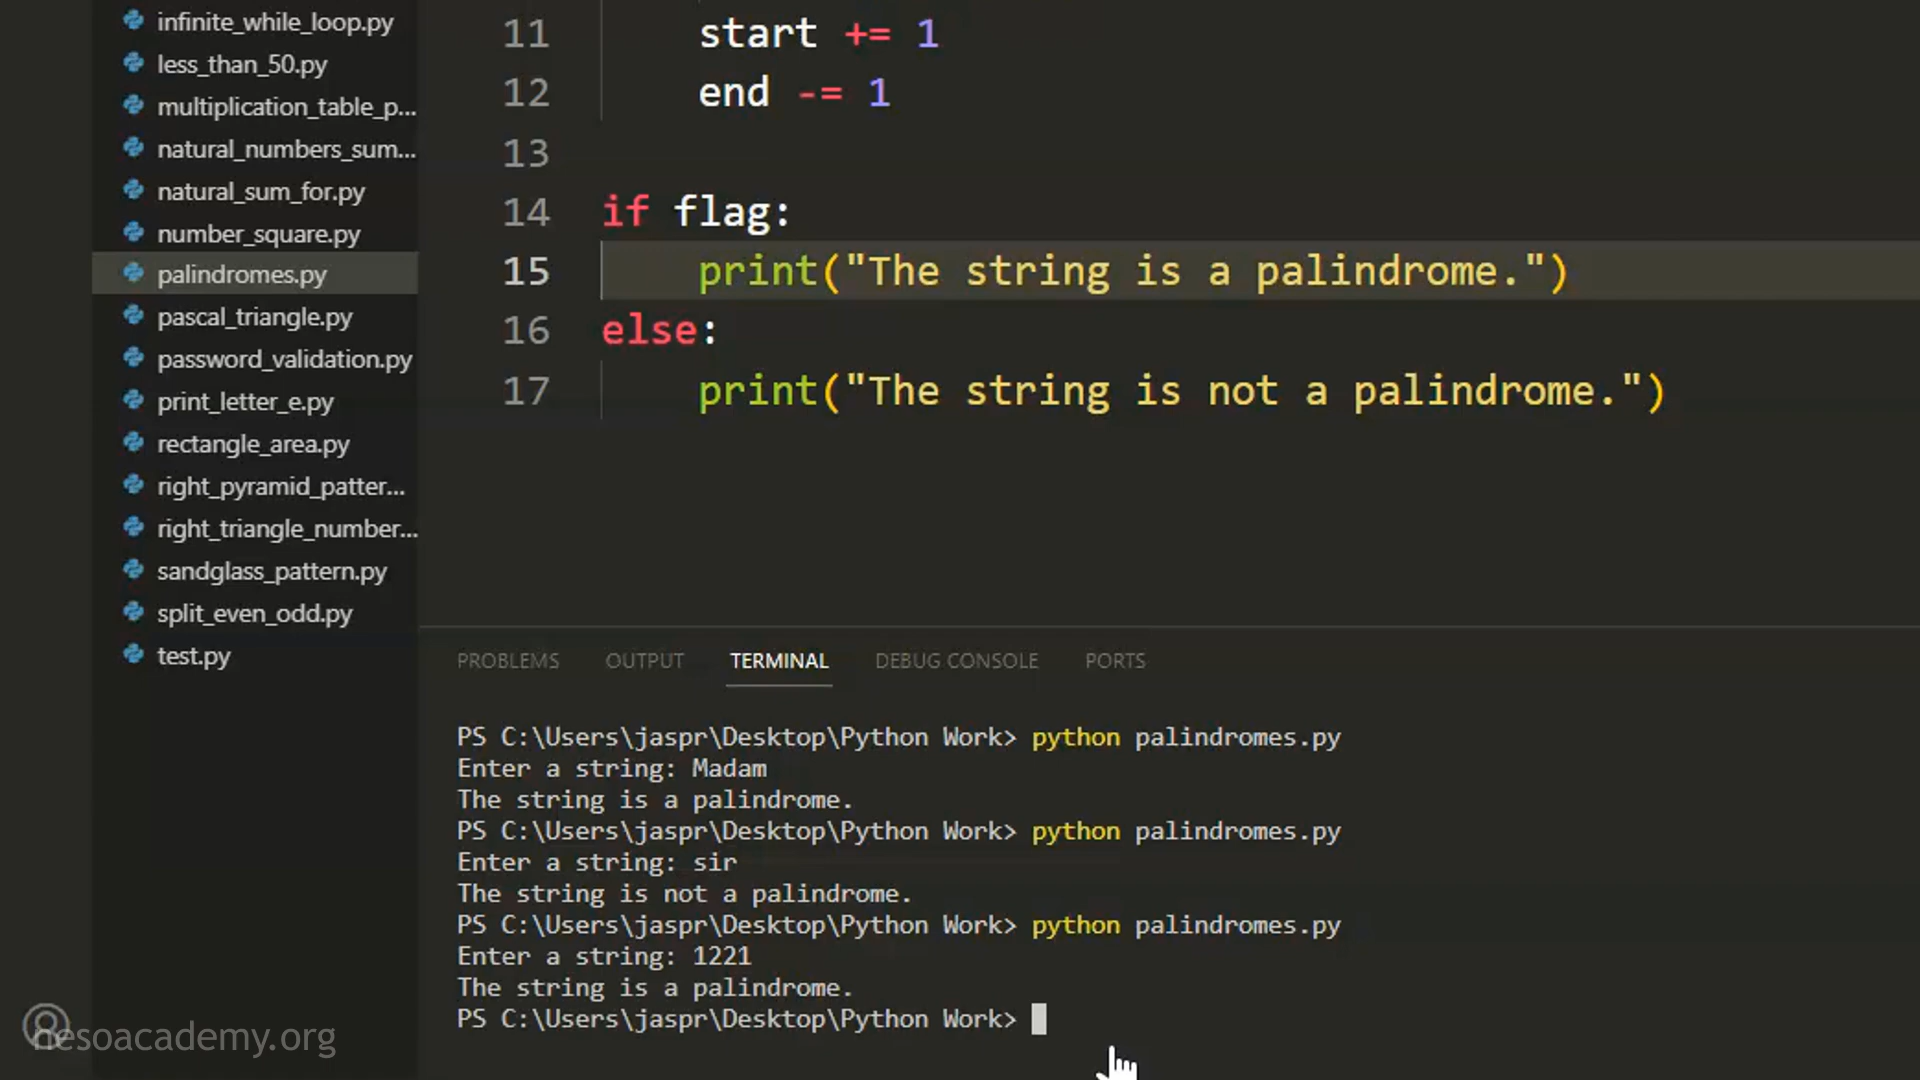 infinite_while_loop.py
less_than_50.py
multiplication_table_p...
natural_numbers_sum...
natural_sum_for.py
number_square.py
palindromes.py
pascal_triangle.py
password_validation.py
print_letter_e.py
rectangle_area.py
right_pyramid_patter...
right_triangle_number...
sandglass_pattern.py
split_even_odd.py
test.py
11 start += 1
12 end -= 1
13
14 if flag:
15 print("The string is a palindrome.")
16 else:
17 print("The string is not a palindrome.")
PROBLEMS OUTPUT TERMINAL DEBUG CONSOLE PORTS
PS C:\Users\jaspr\Desktop\Python Work> python palindromes.py
Enter a string: Madam
The string is a palindrome.
PS C:\Users\jaspr\Desktop\Python Work> python palindromes.py
Enter a string: sir
The string is not a palindrome.
PS C:\Users\jaspr\Desktop\Python Work> python palindromes.py
Enter a string: 1221
The string is a palindrome.
PS C:\Users\jaspr\Desktop\Python Work>
nesoacademy.org